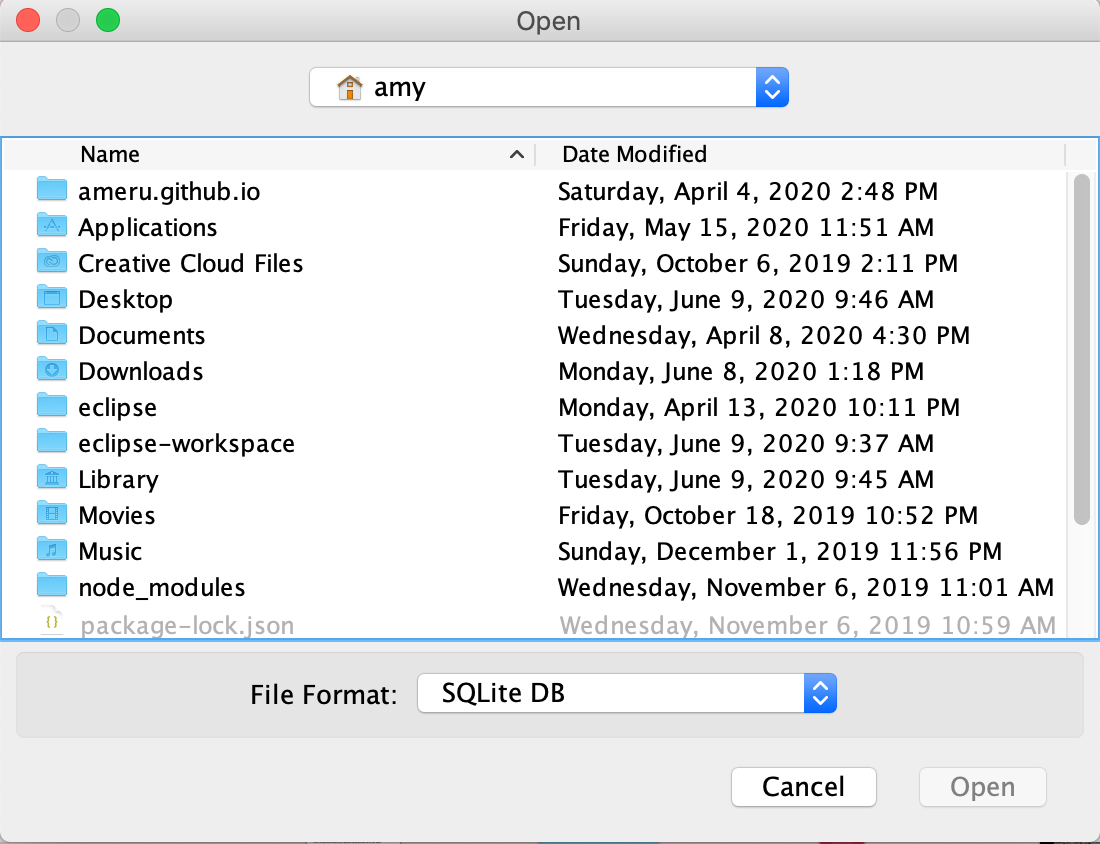 Open
amy
Name Date Modified
ameru.github.io Saturday, April 4, 2020 2:48 PM
Applications Friday, May 15, 2020 11:51 AM
Creative Cloud Files Sunday, October 6, 2019 2:11 PM
Desktop Tuesday, June 9, 2020 9:46 AM
Documents Wednesday, April 8, 2020 4:30 PM
Downloads Monday, June 8, 2020 1:18 PM
eclipse Monday, April 13, 2020 10:11 PM
eclipse-workspace Tuesday, June 9, 2020 9:37 AM
Library Tuesday, June 9, 2020 9:45 AM
Movies Friday, October 18, 2019 10:52 PM
Music Sunday, December 1, 2019 11:56 PM
node_modules Wednesday, November 6, 2019 11:01 AM
package-lock.json Wednesday, November 6, 2019 10:59 AM
File Format: SQLite DB
Cancel Open